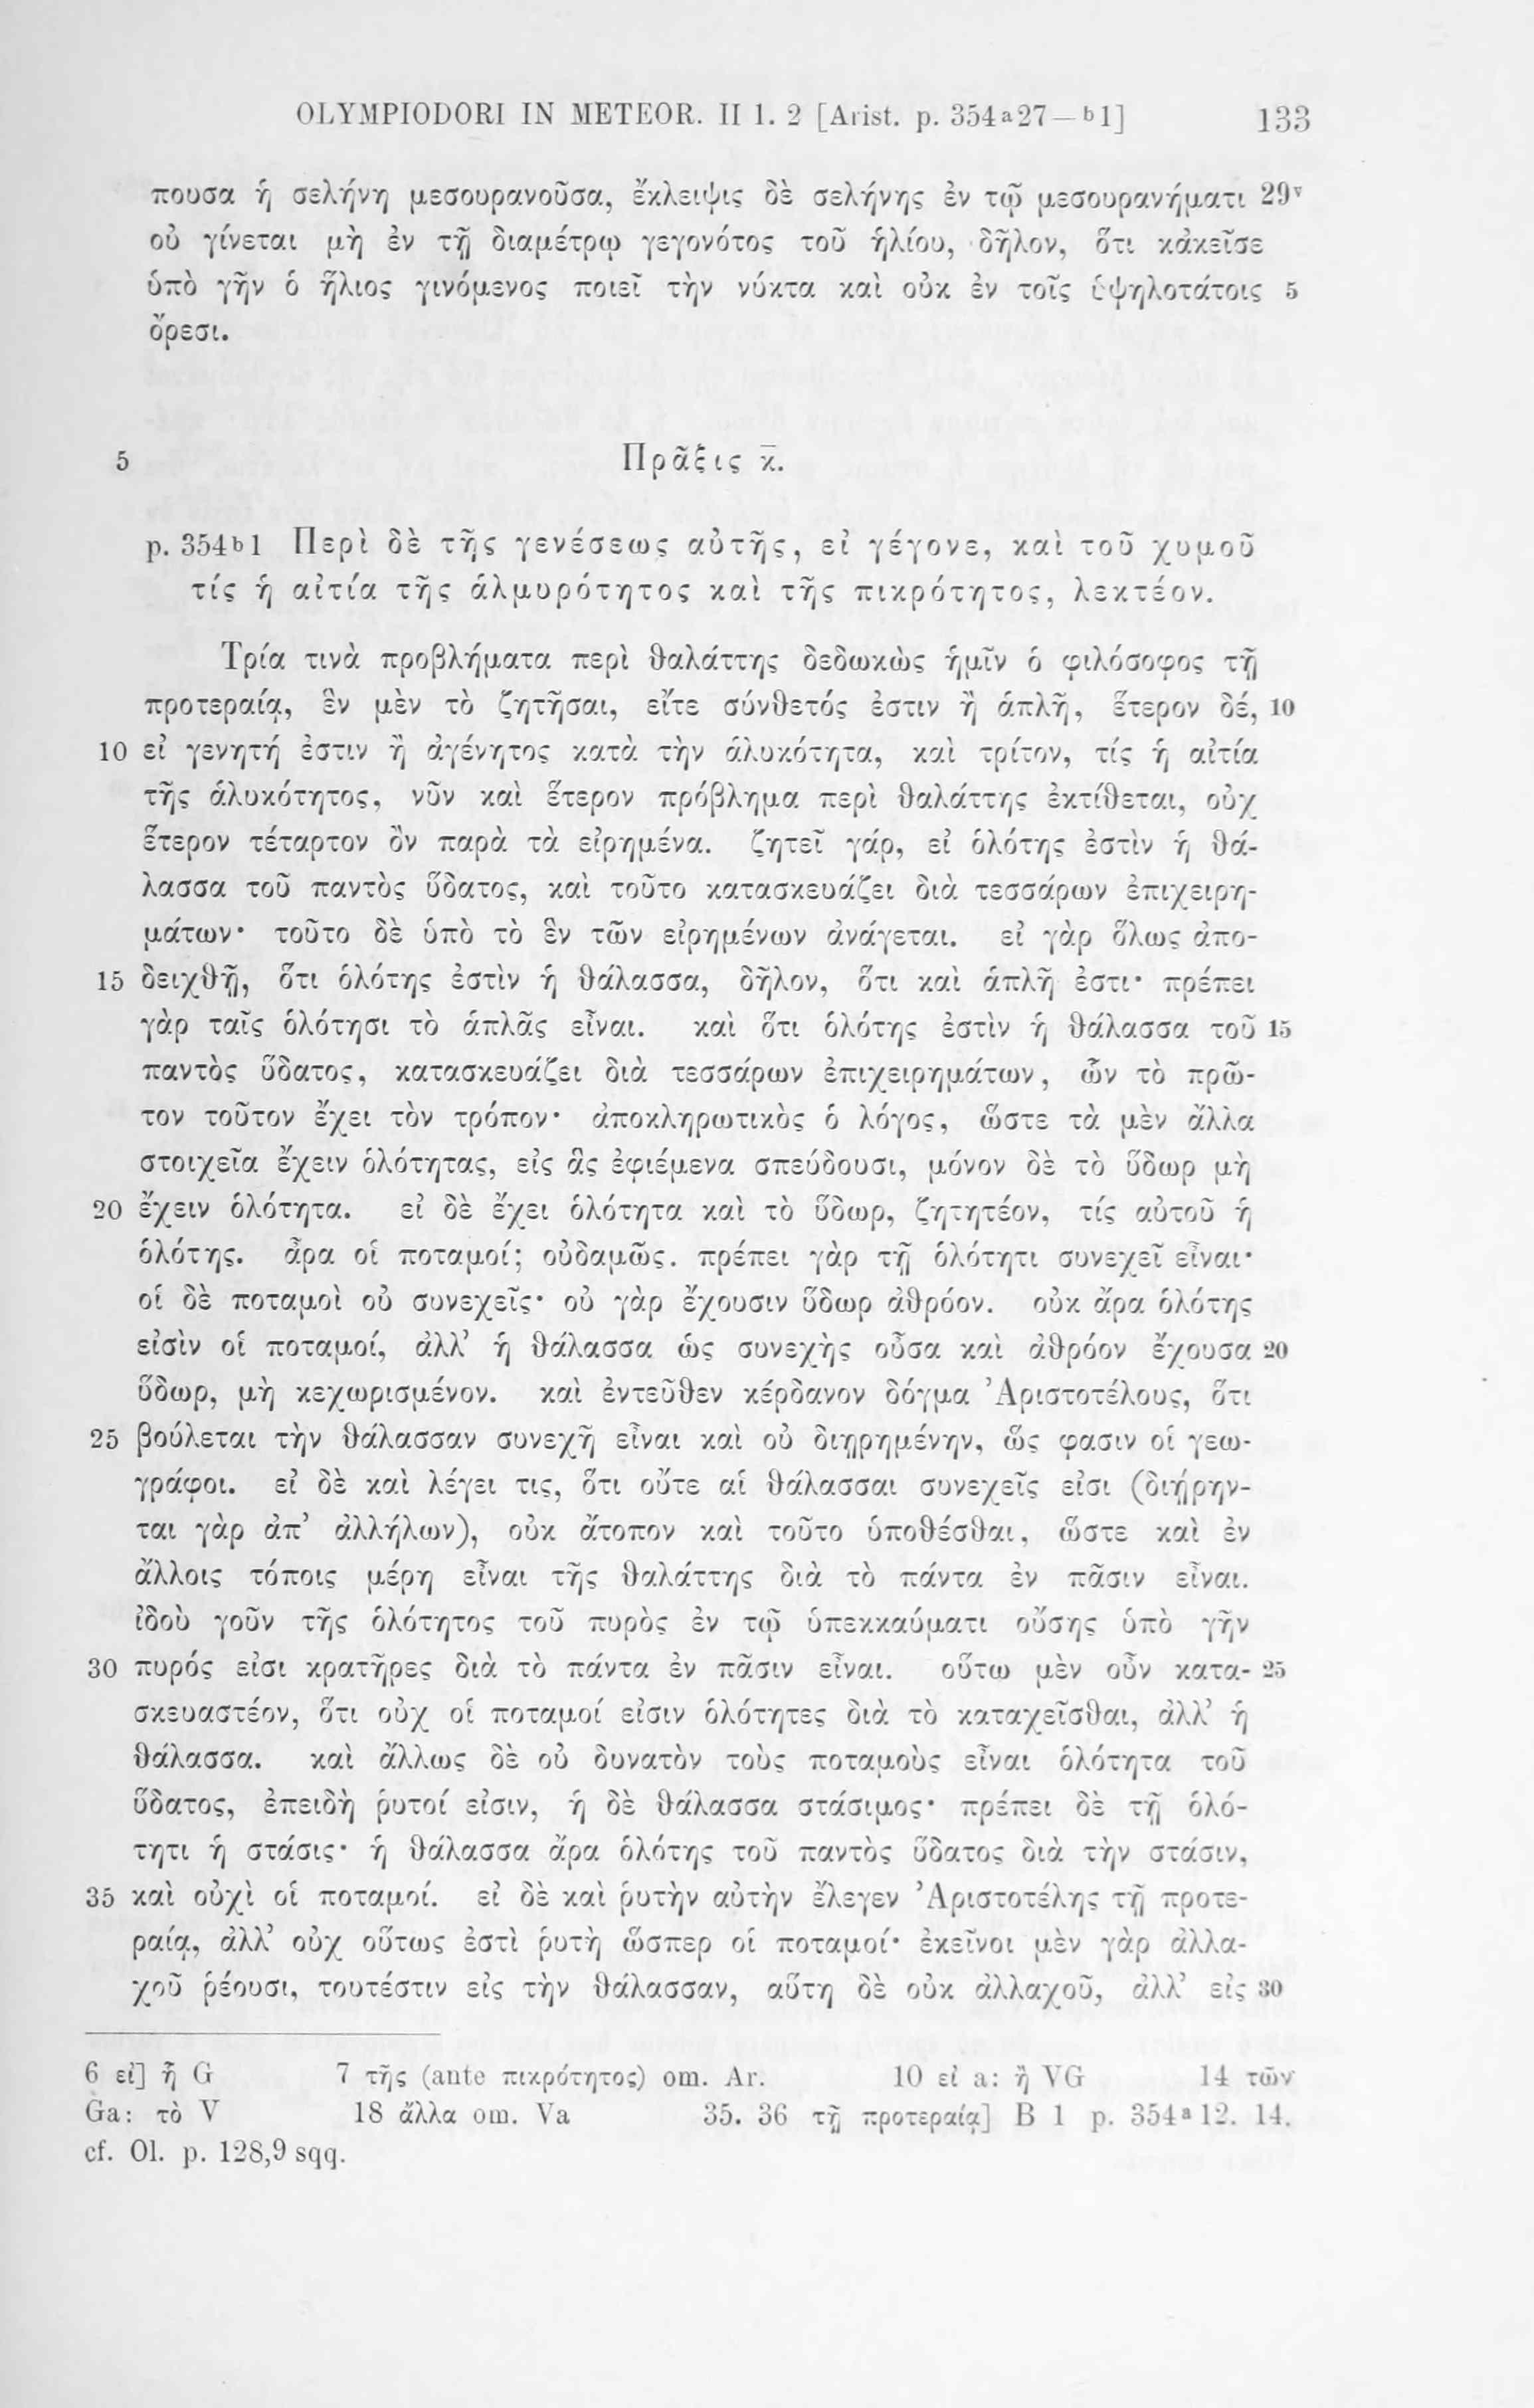 OLYMPIODORI IN METEOR. II 1. 2 [Arist. p. 354a27—b1] 133
πουσα ἡ σελήνη μεσουρανοῦσα, ἔκλειψις δὲ σελήνης ἐν τῷ μεσουρανήματι 29v
οὐ γίνεται μὴ ἐν τῇ διαμέτρῳ γεγονότος τοῦ ἡλίου, δῆλον, ὅτι κἀκεῖσε
ὑπὸ γῆν ὁ ἥλιος γινόμενος ποιεῖ τὴν νύκτα καὶ οὐκ ἐν τοῖς ὑψηλοτάτοις 5
ὄρεσι.
5 Πρᾶξις κ̄.
p. 354b1 Περὶ δὲ τῆς γενέσεως αὐτῆς, εἰ γέγονε, καὶ τοῦ χυμοῦ
τίς ἡ αἰτία τῆς ἁλμυρότητος καὶ τῆς πικρότητος, λεκτέον.
Τρία τινὰ προβλήματα περὶ θαλάττης δεδωκὼς ἡμῖν ὁ φιλόσοφος τῇ
προτεραίᾳ, ἓν μὲν τὸ ζητῆσαι, εἴτε σύνθετός ἐστιν ἢ ἁπλῆ, ἕτερον δέ, 10
10 εἰ γενητή ἐστιν ἢ ἀγένητος κατὰ τὴν ἁλυκότητα, καὶ τρίτον, τίς ἡ αἰτία
τῆς ἁλυκότητος, νῦν καὶ ἕτερον πρόβλημα περὶ θαλάττης ἐκτίθεται, οὐχ
ἕτερον τέταρτον ὂν παρὰ τὰ εἰρημένα. ζητεῖ γάρ, εἰ ὁλότης ἐστὶν ἡ θά-
λασσα τοῦ παντὸς ὕδατος, καὶ τοῦτο κατασκευάζει διὰ τεσσάρων ἐπιχειρη-
μάτων· τοῦτο δὲ ὑπὸ τὸ ἓν τῶν εἰρημένων ἀνάγεται. εἰ γὰρ ὅλως ἀπο-
15 δειχθῇ, ὅτι ὁλότης ἐστὶν ἡ θάλασσα, δῆλον, ὅτι καὶ ἁπλῆ ἐστι· πρέπει
γὰρ ταῖς ὁλότησι τὸ ἁπλᾶς εἶναι. καὶ ὅτι ὁλότης ἐστὶν ἡ θάλασσα τοῦ 15
παντὸς ὕδατος, κατασκευάζει διὰ τεσσάρων ἐπιχειρημάτων, ὧν τὸ πρῶ-
τον τοῦτον ἔχει τὸν τρόπον· ἀποκληρωτικὸς ὁ λόγος, ὥστε τὰ μὲν ἄλλα
στοιχεῖα ἔχειν ὁλότητας, εἰς ἃς ἐφιέμενα σπεύδουσι, μόνον δὲ τὸ ὕδωρ μὴ
20 ἔχειν ὁλότητα. εἰ δὲ ἔχει ὁλότητα καὶ τὸ ὕδωρ, ζητητέον, τίς αὐτοῦ ἡ
ὁλότης. ἆρα οἱ ποταμοί; οὐδαμῶς. πρέπει γὰρ τῇ ὁλότητι συνεχεῖ εἶναι·
οἱ δὲ ποταμοὶ οὐ συνεχεῖς· οὐ γὰρ ἔχουσιν ὕδωρ ἀθρόον. οὐκ ἄρα ὁλότης
εἰσὶν οἱ ποταμοί, ἀλλ’ ἡ θάλασσα ὡς συνεχὴς οὖσα καὶ ἀθρόον ἔχουσα 20
ὕδωρ, μὴ κεχωρισμένον. καὶ ἐντεῦθεν κέρδανον δόγμα Ἀριστοτέλους, ὅτι
25 βούλεται τὴν θάλασσαν συνεχῆ εἶναι καὶ οὐ διῃρημένην, ὥς φασιν οἱ γεω-
γράφοι. εἰ δὲ καὶ λέγει τις, ὅτι οὔτε αἱ θάλασσαι συνεχεῖς εἰσι (διῄρην-
ται γὰρ ἀπ’ ἀλλήλων), οὐκ ἄτοπον καὶ τοῦτο ὑποθέσθαι, ὥστε καὶ ἐν
ἄλλοις τόποις μέρη εἶναι τῆς θαλάττης διὰ τὸ πάντα ἐν πᾶσιν εἶναι.
ἰδοὺ γοῦν τῆς ὁλότητος τοῦ πυρὸς ἐν τῷ ὑπεκκαύματι οὔσης ὑπὸ γῆν
30 πυρός εἰσι κρατῆρες διὰ τὸ πάντα ἐν πᾶσιν εἶναι. οὕτω μὲν οὖν κατα- 25
σκευαστέον, ὅτι οὐχ οἱ ποταμοί εἰσιν ὁλότητες διὰ τὸ καταχεῖσθαι, ἀλλ’ ἡ
θάλασσα. καὶ ἄλλως δὲ οὐ δυνατὸν τοὺς ποταμοὺς εἶναι ὁλότητα τοῦ
ὕδατος, ἐπειδὴ ῥυτοί εἰσιν, ἡ δὲ θάλασσα στάσιμος· πρέπει δὲ τῇ ὁλό-
τητι ἡ στάσις· ἡ θάλασσα ἄρα ὁλότης τοῦ παντὸς ὕδατος διὰ τὴν στάσιν,
35 καὶ οὐχὶ οἱ ποταμοί. εἰ δὲ καὶ ῥυτὴν αὐτὴν ἔλεγεν Ἀριστοτέλης τῇ προτε-
ραίᾳ, ἀλλ’ οὐχ οὕτως ἐστὶ ῥυτὴ ὥσπερ οἱ ποταμοί· ἐκεῖνοι μὲν γὰρ ἀλλα-
χοῦ ῥέουσι, τουτέστιν εἰς τὴν θάλασσαν, αὕτη δὲ οὐκ ἀλλαχοῦ, ἀλλ’ εἰς 30
6 εἰ] ἦ G 7 τῆς (ante πικρότητος) om. Ar. 10 εἰ a: ἢ VG 14 τῶν
Ga: τὸ V 18 ἄλλα om. Va 35. 36 τῇ προτεραίᾳ] B 1 p. 354a12. 14.
cf. Ol. p. 128,9 sqq.